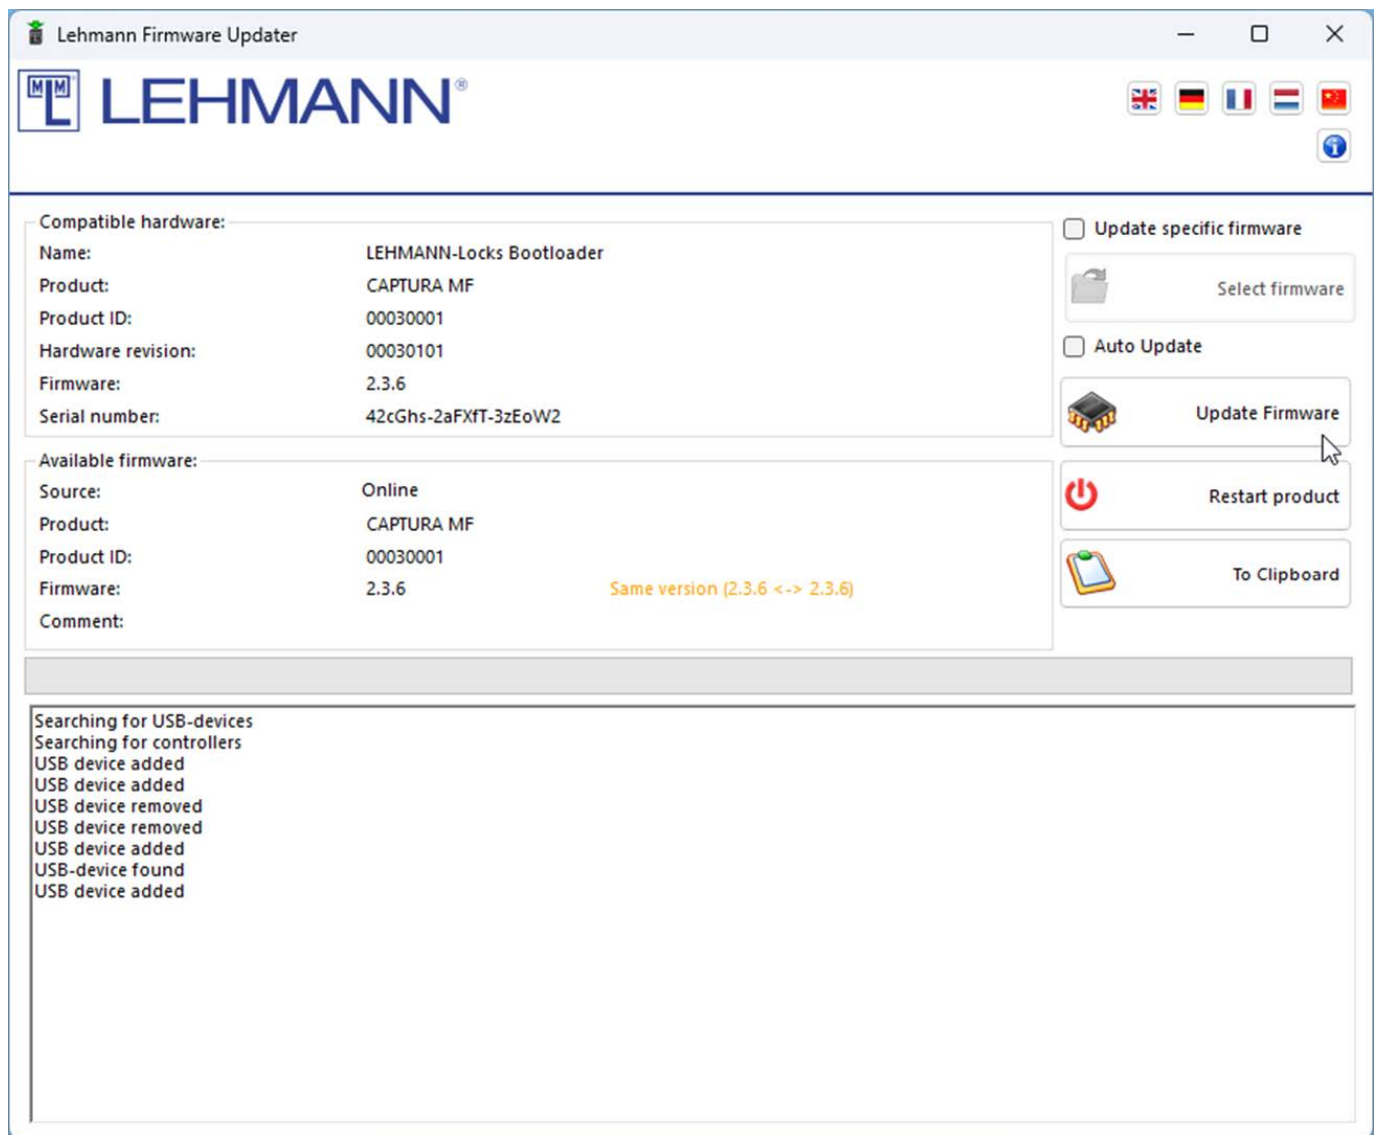 Lehmann Firmware Updater
MLM LEHMANN®
Compatible hardware:
Name: LEHMANN-Locks Bootloader
Product: CAPTURA MF
Product ID: 00030001
Hardware revision: 00030101
Firmware: 2.3.6
Serial number: 42cGhs-2aFXfT-3zEoW2
Update specific firmware
Select firmware
Auto Update
Update Firmware
Restart product
To Clipboard
Available firmware:
Source: Online
Product: CAPTURA MF
Product ID: 00030001
Firmware: 2.3.6 Same version (2.3.6 <-> 2.3.6)
Comment:
Searching for USB-devices
Searching for controllers
USB device added
USB device added
USB device removed
USB device removed
USB device added
USB-device found
USB device added